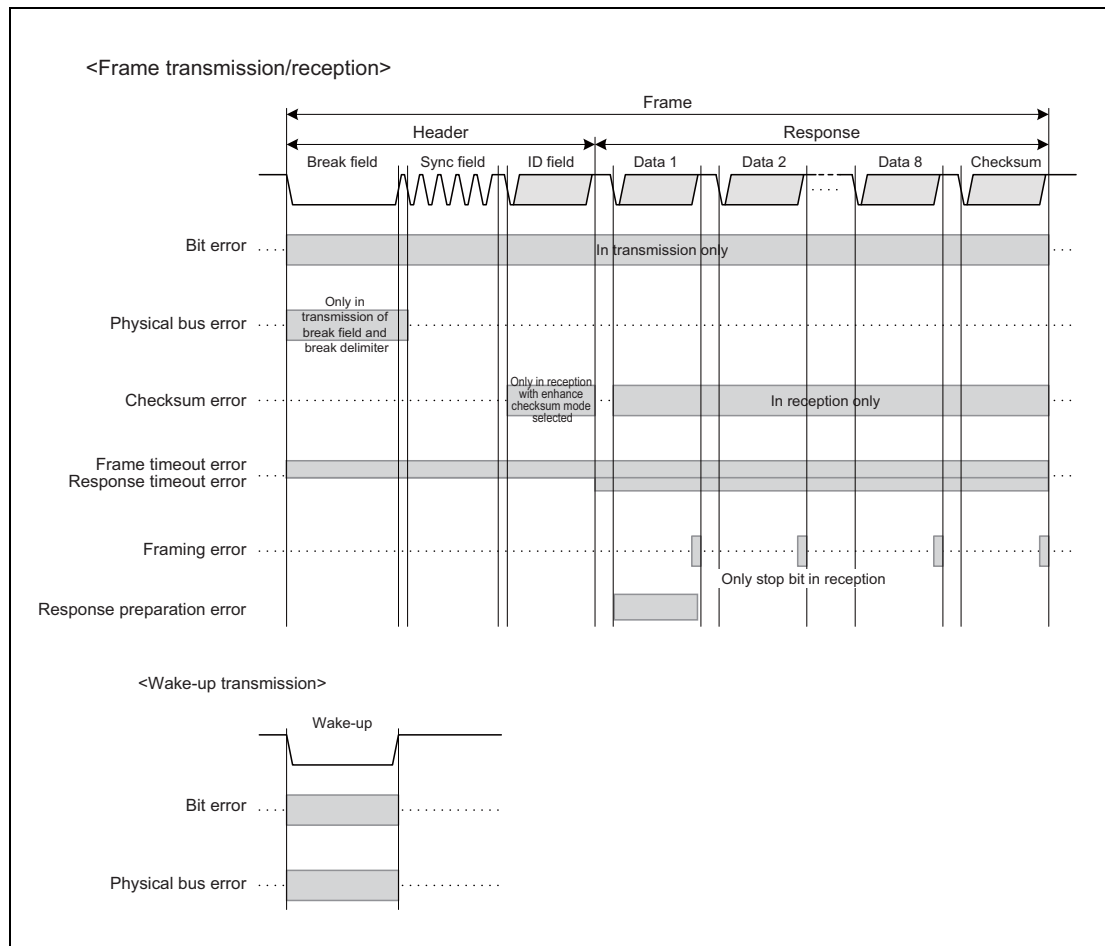 <Frame transmission/reception>
Frame
Header
Response
Break field
Sync field
ID field
Data 1
Data 2
Data 8
Checksum
Bit error
In transmission only
Physical bus error
Only in
transmission of
break field and
break delimiter
Checksum error
Only in reception
with enhance
checksum mode
selected
In reception only
Frame timeout error
Response timeout error
Framing error
Only stop bit in reception
Response preparation error
<Wake-up transmission>
Wake-up
Bit error
Physical bus error